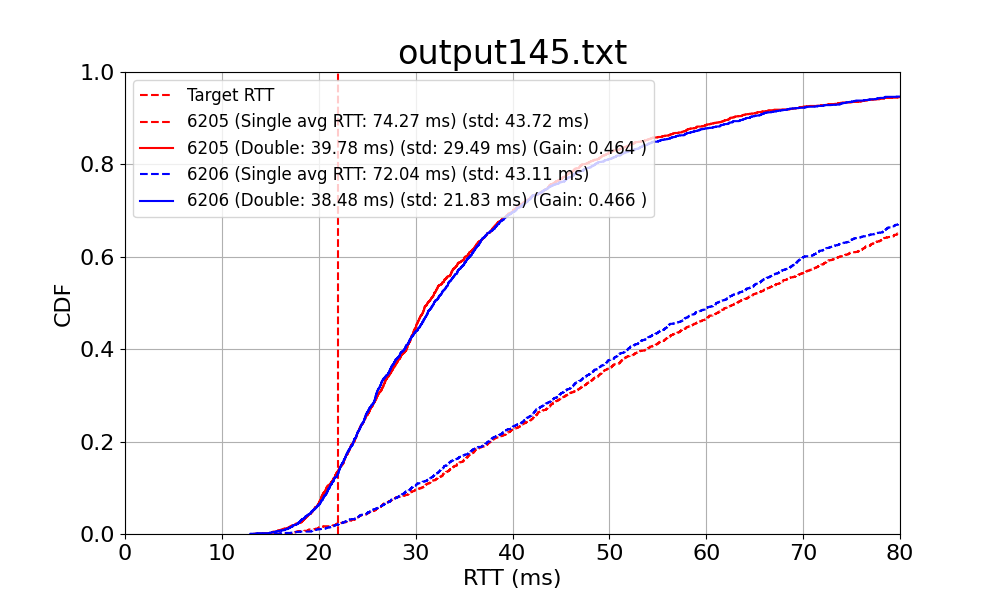 output145.txt
Target RTT
6205 (Single avg RTT: 74.27 ms) (std: 43.72 ms)
6205 (Double: 39.78 ms) (std: 29.49 ms) (Gain: 0.464 )
6206 (Single avg RTT: 72.04 ms) (std: 43.11 ms)
6206 (Double: 38.48 ms) (std: 21.83 ms) (Gain: 0.466 )
1.0
0.8
0.6
0.4
0.2
0.0
CDF
0 10 20 30 40 50 60 70 80
RTT (ms)